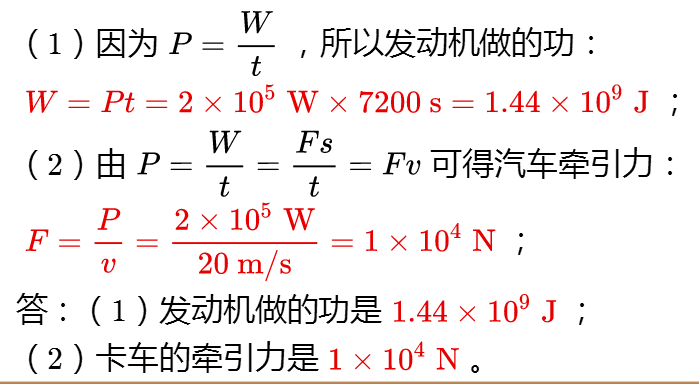 （1）因为 P = W/t ，所以发动机做的功：
W = Pt = 2 × 10⁵ W × 7200 s = 1.44 × 10⁹ J ；
（2）由 P = W/t = Fs/t = Fv 可得汽车牵引力：
F = P/v = 2 × 10⁵ W / 20 m/s = 1 × 10⁴ N ；
答：（1）发动机做的功是 1.44 × 10⁹ J ；
（2）卡车的牵引力是 1 × 10⁴ N 。